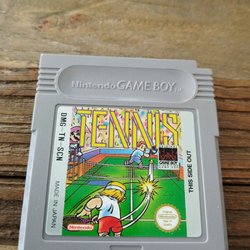 Nintendo GAME BOY
TENNIS
DMG-TN-SCN
MADE IN JAPAN
THIS SIDE OUT
Nintendo